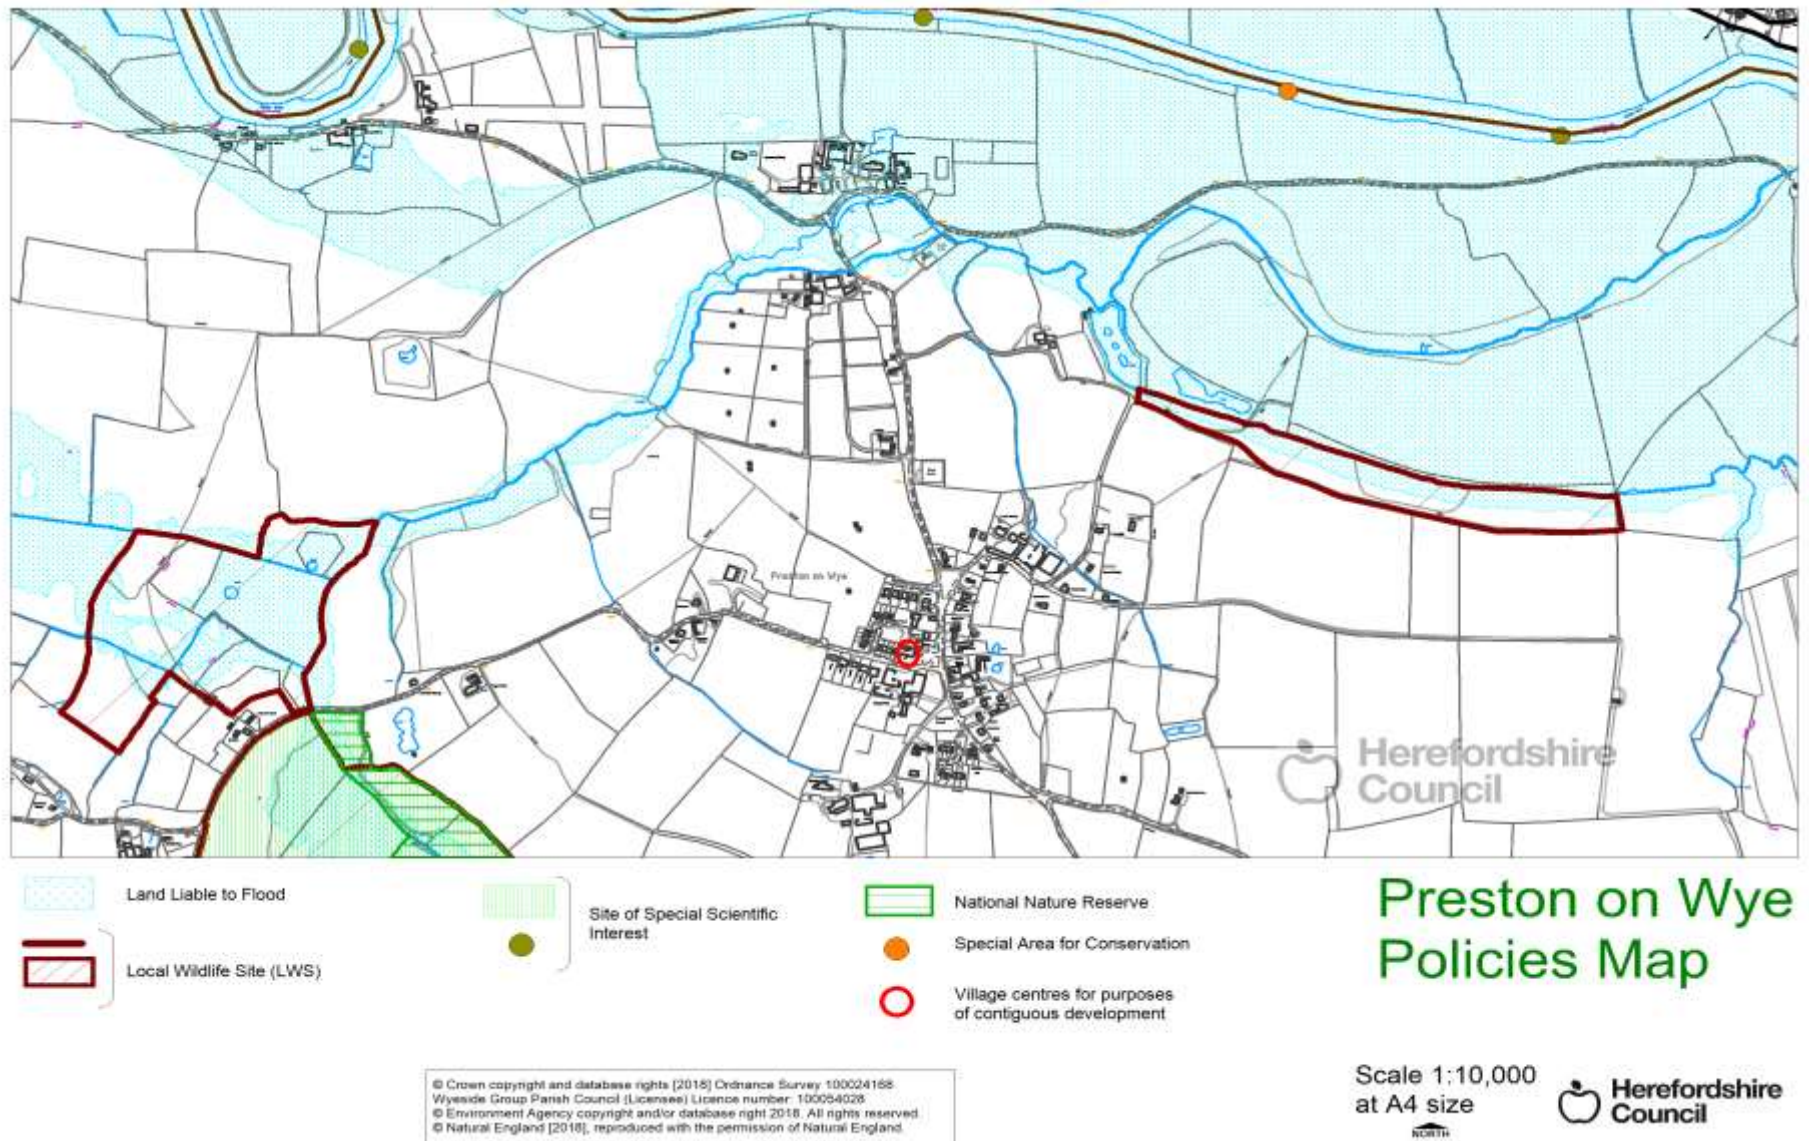 Preston on Wye
Herefordshire
Council
Land Liable to Flood
Local Wildlife Site (LWS)
Site of Special Scientific
Interest
National Nature Reserve
Special Area for Conservation
Village centres for purposes
of contiguous development
Preston on Wye
Policies Map
© Crown copyright and database rights [2018] Ordnance Survey 100024168
Wyeside Group Parish Council (Licensee) Licence number: 100054028
© Environment Agency copyright and/or database right 2018. All rights reserved.
© Natural England [2018], reproduced with the permission of Natural England.
Scale 1:10,000
at A4 size
NORTH
Herefordshire
Council